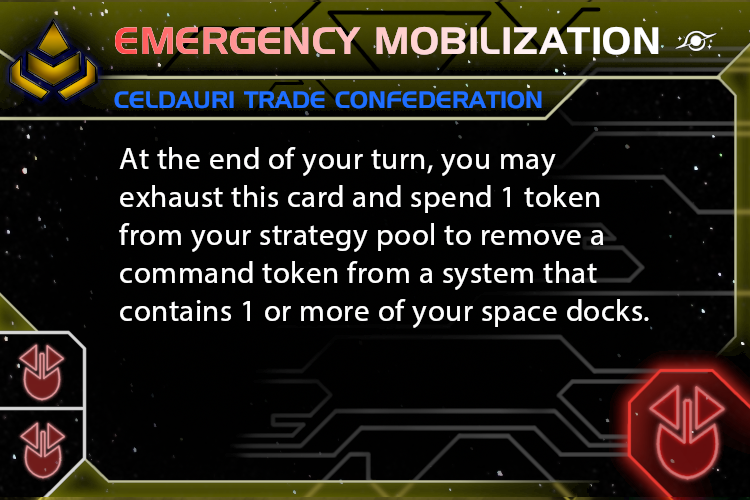 EMERGENCY MOBILIZATION
CELDAURI TRADE CONFEDERATION
At the end of your turn, you may
exhaust this card and spend 1 token
from your strategy pool to remove a
command token from a system that
contains 1 or more of your space docks.